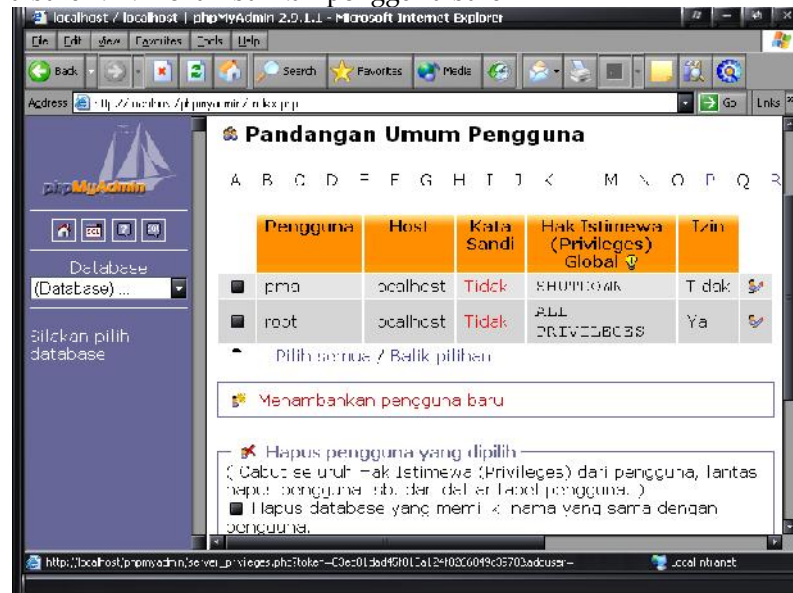 localhost / localhost | phpMyAdmin 2.9.1.1 - Microsoft Internet Explorer
File Edit View Favorites Tools Help
Back Search Favorites Media
Address Go Links
phpMyAdmin
Database
(Database) ...
Silakan pilih
database
Pandangan Umum Pengguna
A B C D E F G H I J K M N O P Q R
Pengguna Host Kata Sandi Hak Istimewa (Privileges) Global Izin
pma localhost Tidak SHUTDOWN Tidak
root localhost Tidak ALL PRIVILEGES Ya
Pilih semua / Balik pilihan
Menambahkan pengguna baru
Hapus pengguna yang dipilih
( Cabut seluruh Hak Istimewa (Privileges) dari pengguna, lantas
hapus pengguna tsb. dari daftar tabel pengguna. )
Hapus database yang memiliki nama yang sama dengan
pengguna.
Local intranet